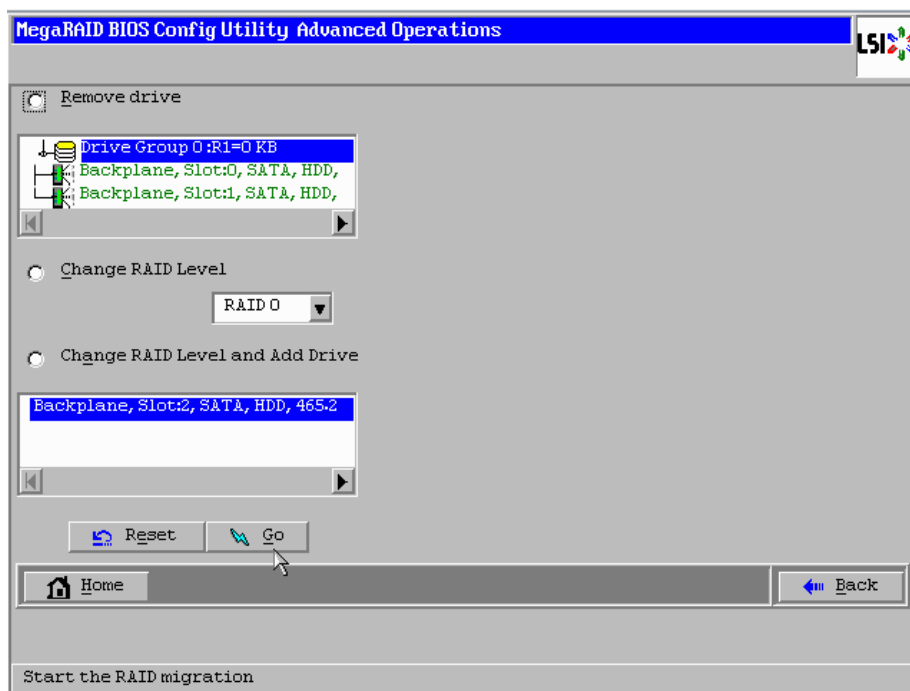 MegaRAID BIOS Config Utility Advanced Operations
LSI
Remove drive
Drive Group 0 :R1=0 KB
Backplane, Slot:0, SATA, HDD,
Backplane, Slot:1, SATA, HDD,
Change RAID Level
RAID 0
Change RAID Level and Add Drive
Backplane, Slot:2, SATA, HDD, 465.2
Reset Go
Home Back
Start the RAID migration